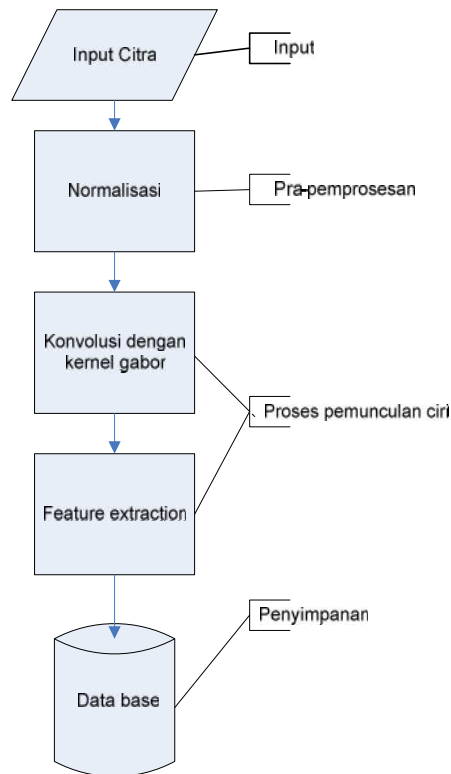 Input Citra
Input
Normalisasi
Pra-pemprosesan
Konvolusi dengan
kernel gabor
Proses pemunculan ciri
Feature extraction
Penyimpanan
Data base